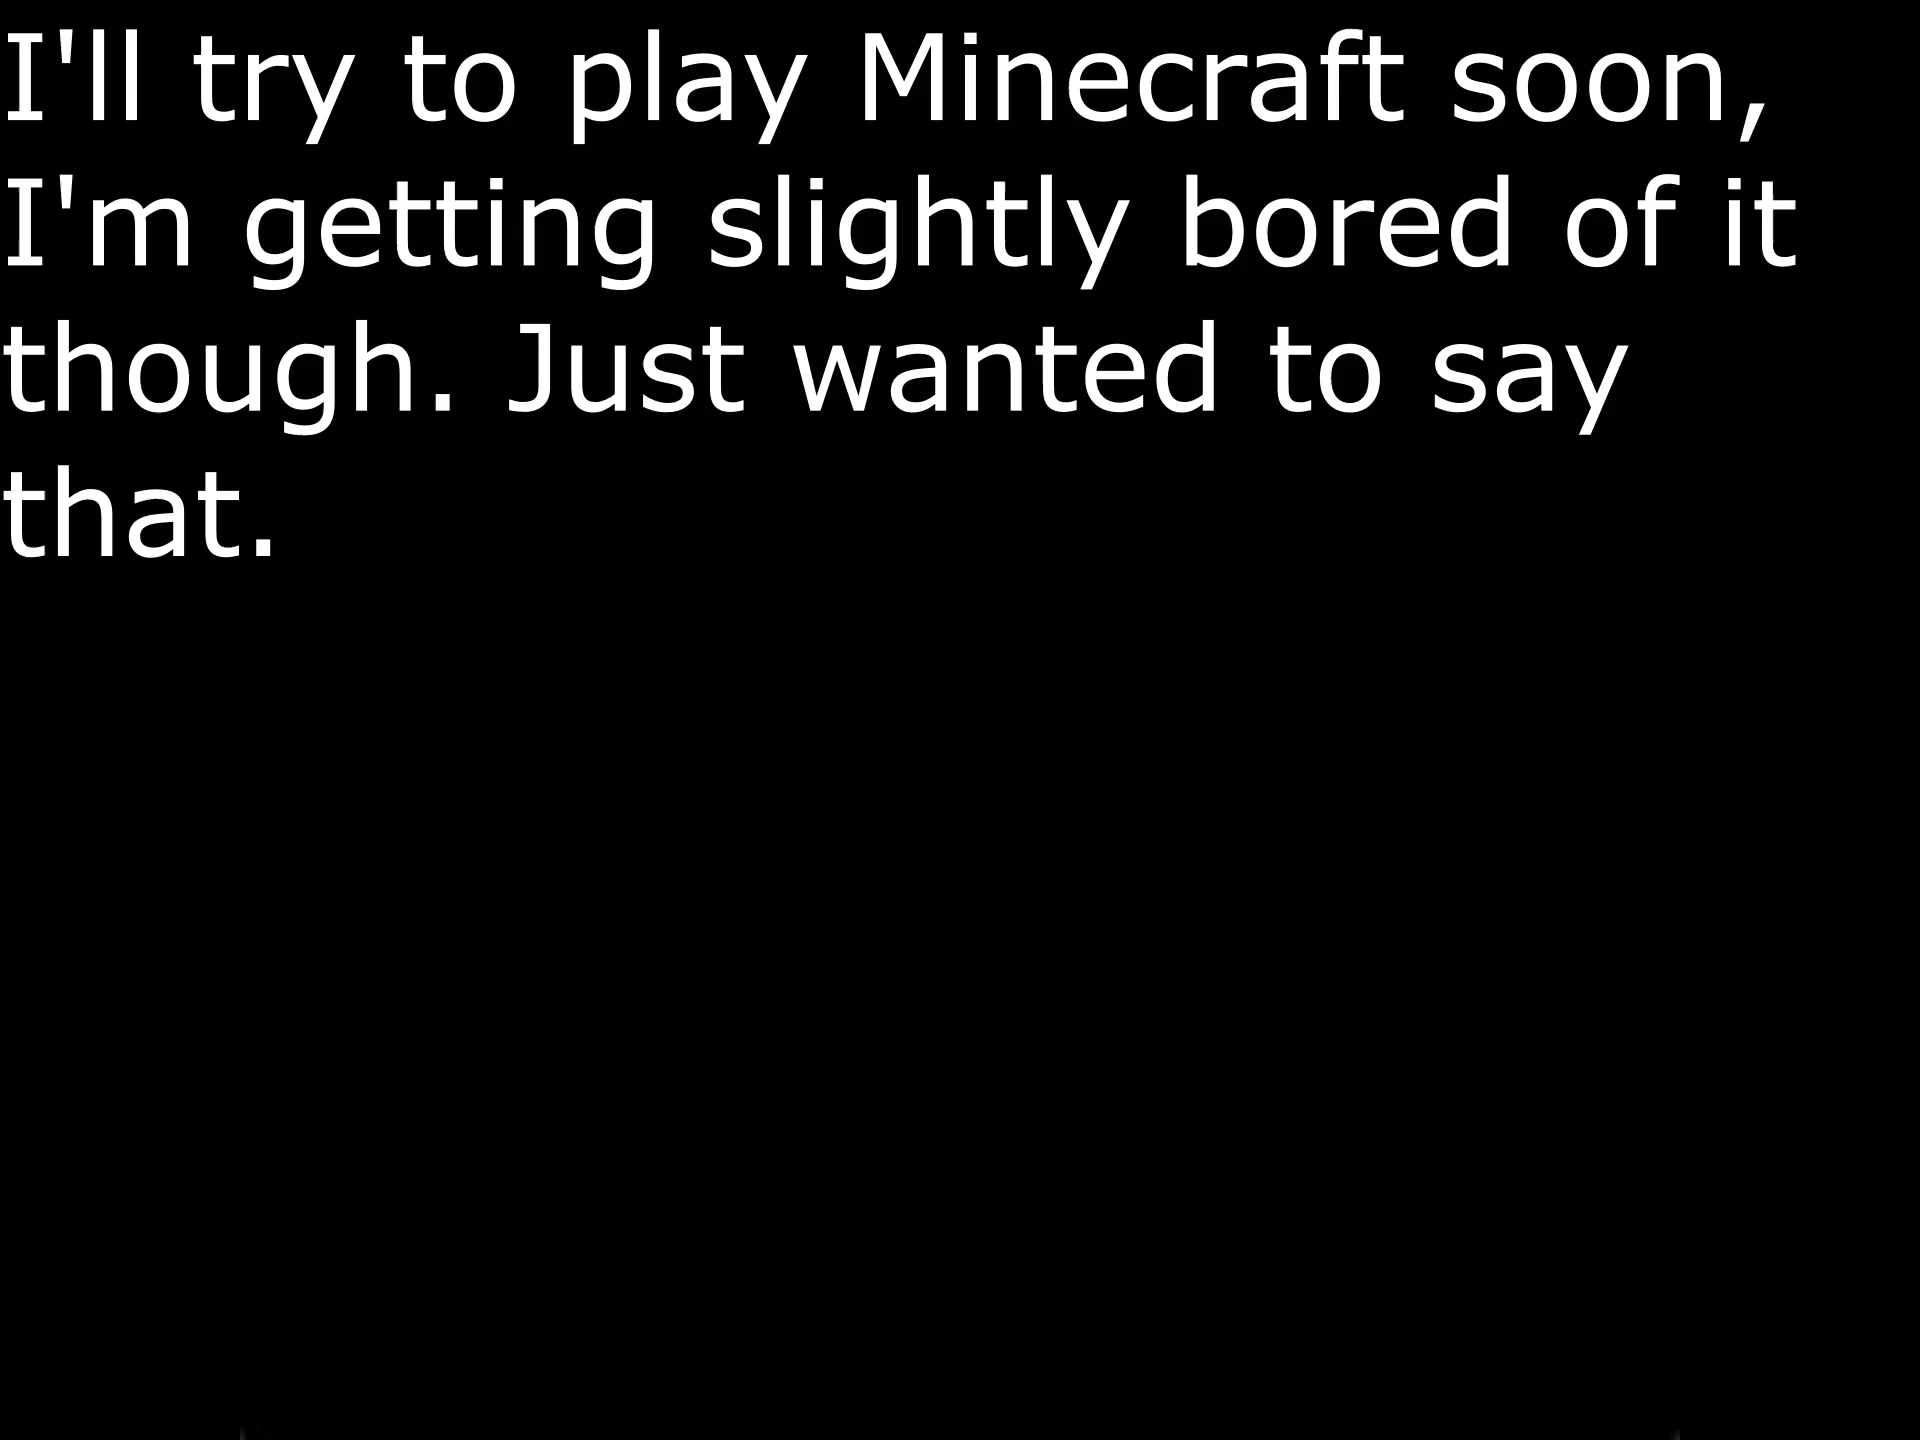 I'll try to play Minecraft soon,
I'm getting slightly bored of it
though. Just wanted to say
that.